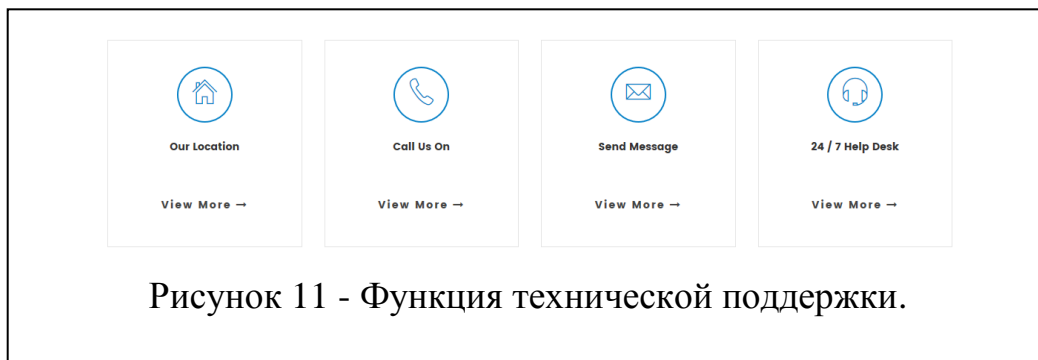 Our Location
Call Us On
Send Message
24 / 7 Help Desk
View More →
View More →
View More →
View More →
Рисунок 11 - Функция технической поддержки.